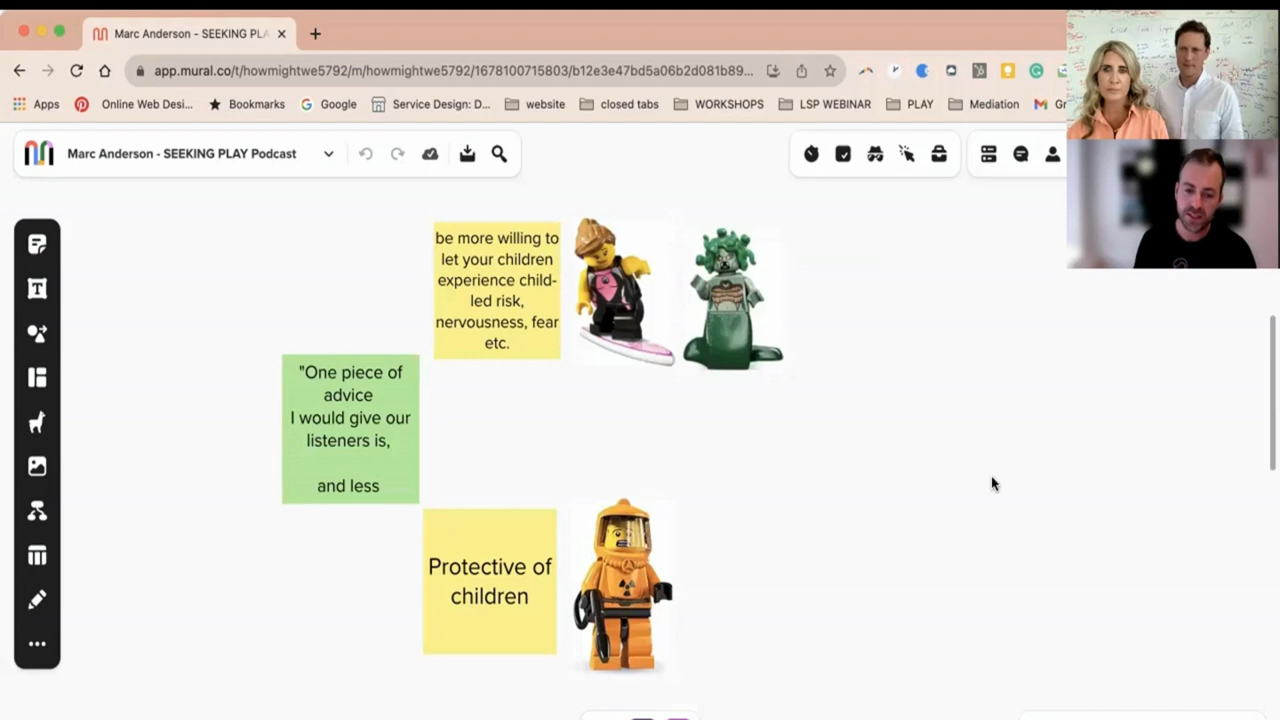 Marc Anderson - SEEKING PLA
app.mural.co/t/howmightwe5792/m/howmightwe5792/1678100715803/b12e3e47bd5a06b2d081b89...
Apps
Online Web Desi...
Bookmarks
Google
Service Design: D...
website
closed tabs
WORKSHOPS
LSP WEBINAR
PLAY
Mediation
Gr
Marc Anderson - SEEKING PLAY Podcast
be more willing to
let your children
experience child-
led risk,
nervousness, fear
etc.
"One piece of
advice
I would give our
listeners is,
and less
Protective of
children